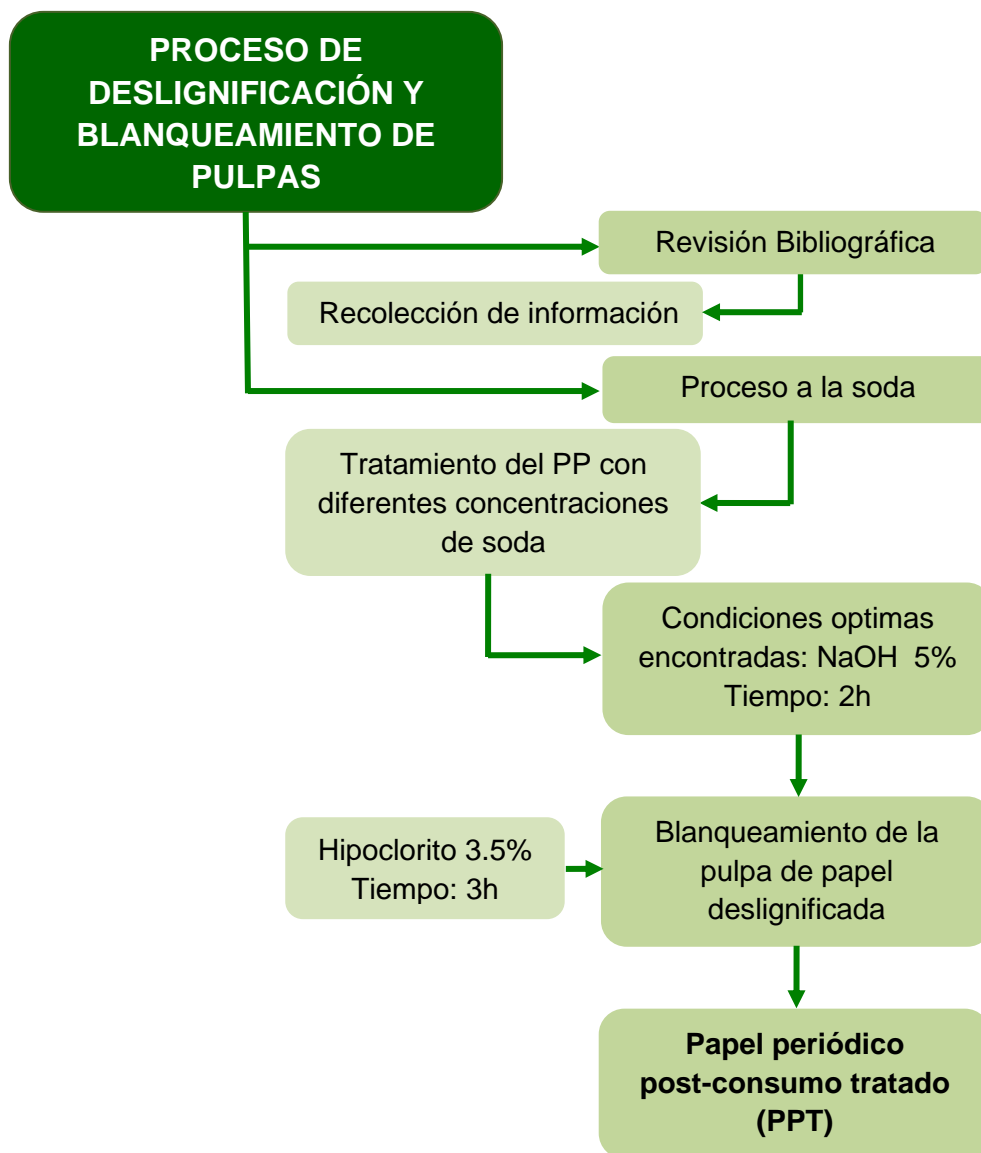 PROCESO DE
DESLIGNIFICACIÓN Y
BLANQUEAMIENTO DE
PULPAS
Revisión Bibliográfica
Recolección de información
Proceso a la soda
Tratamiento del PP con
diferentes concentraciones
de soda
Condiciones optimas
encontradas: NaOH 5%
Tiempo: 2h
Hipoclorito 3.5%
Tiempo: 3h
Blanqueamiento de la
pulpa de papel
deslignificada
Papel periódico
post-consumo tratado
(PPT)